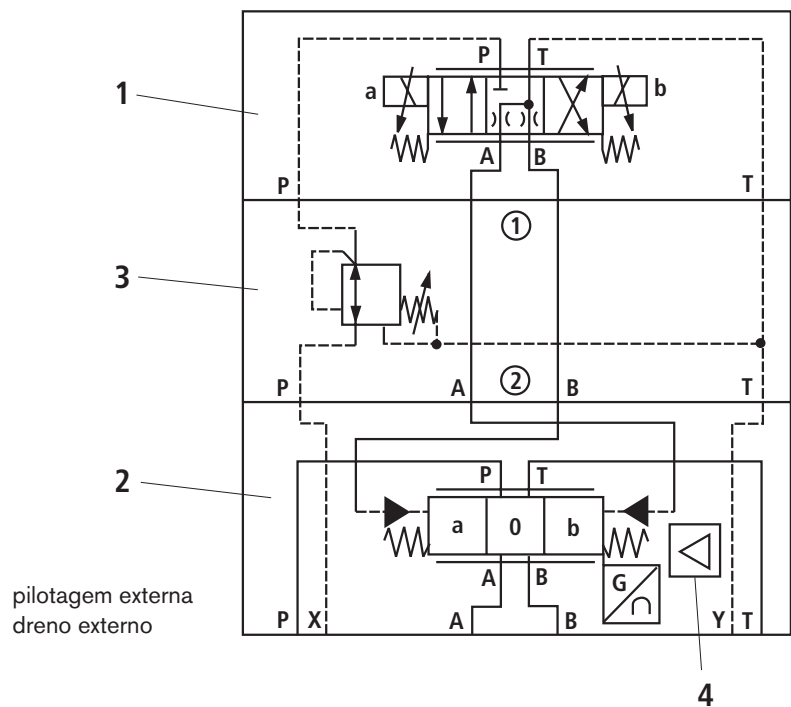 P T
a b
1
A B
P T
①
3
P A ② B T
2
P T
a 0 b
A B
G
pilotagem externa
dreno externo
P X A B Y T
4